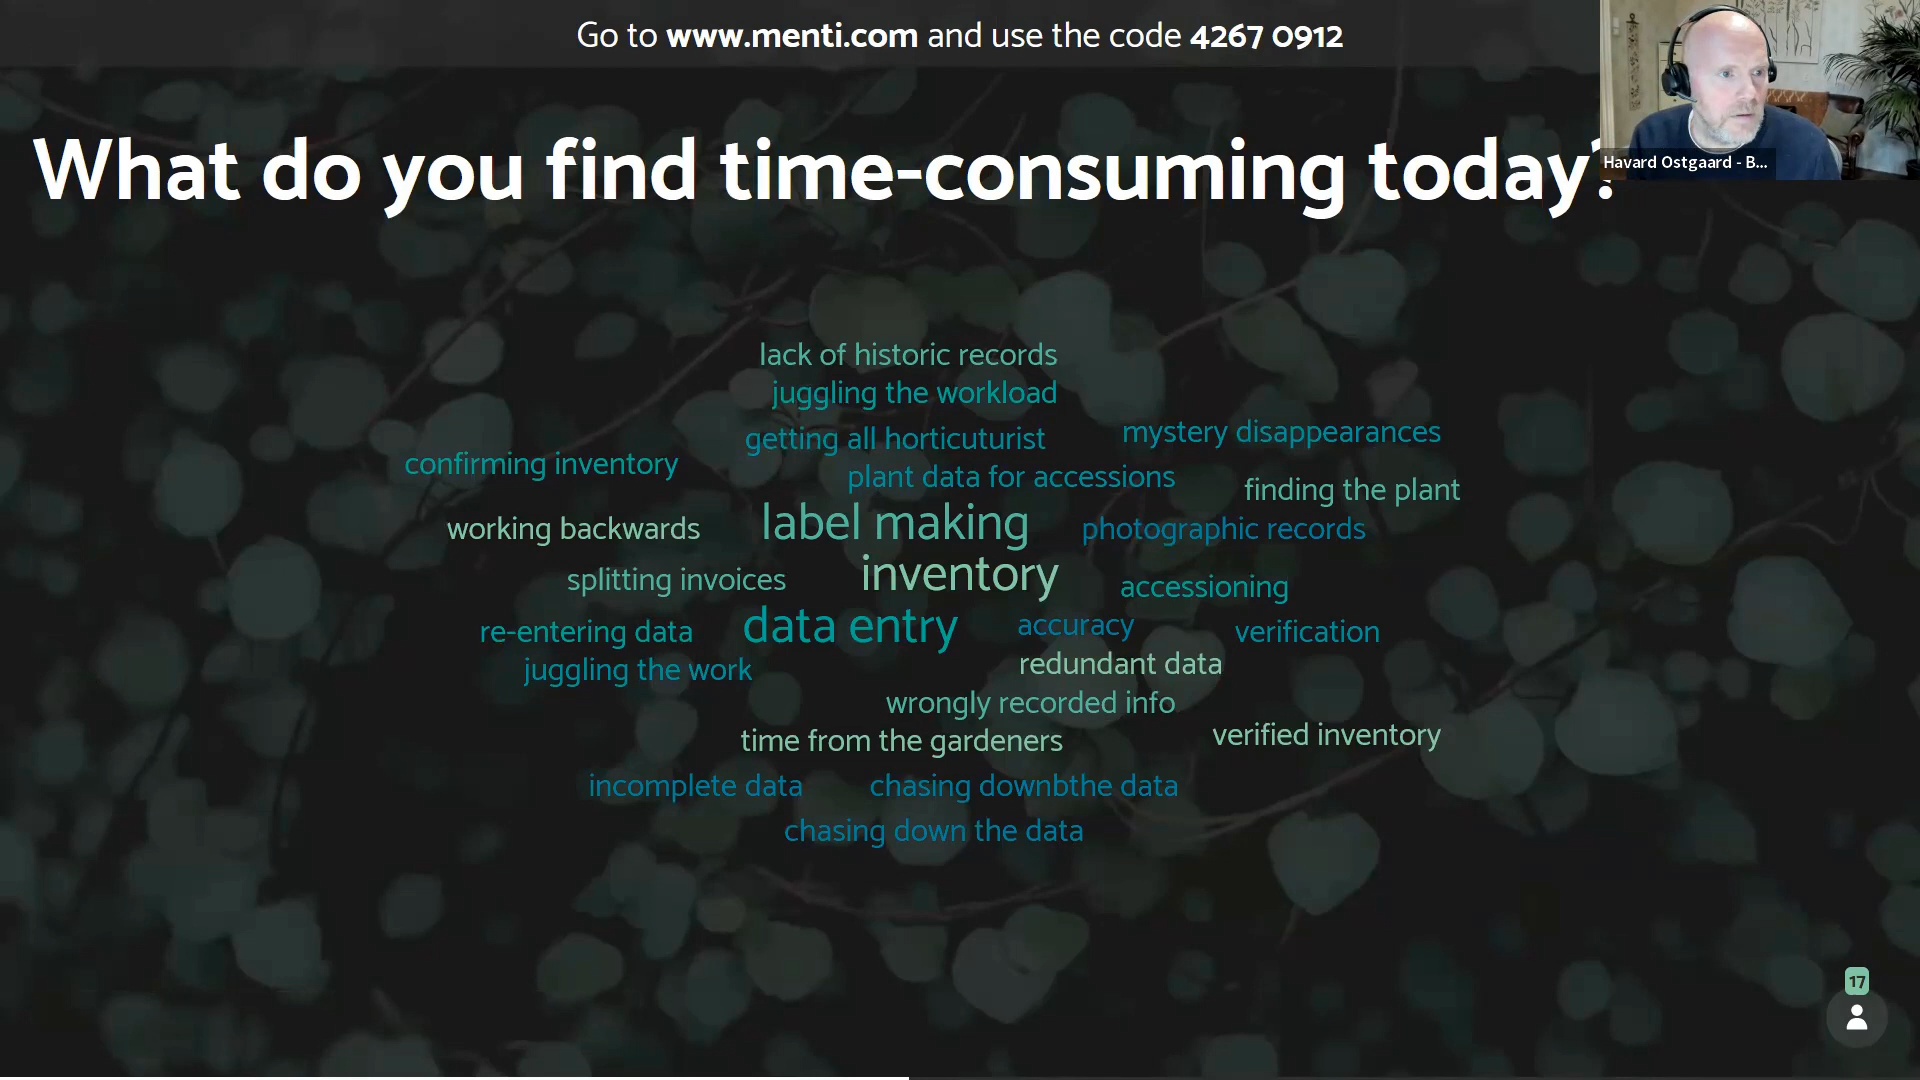 Go to www.menti.com and use the code 4267 0912
What do you find time-consuming today?
Havard Ostgaard - B...
lack of historic records
juggling the workload
getting all horticuturist
mystery disappearances
confirming inventory
plant data for accessions
finding the plant
working backwards
label making
photographic records
splitting invoices
inventory
accessioning
re-entering data
data entry
accuracy
verification
juggling the work
redundant data
wrongly recorded info
time from the gardeners
verified inventory
incomplete data
chasing downbthe data
chasing down the data
17